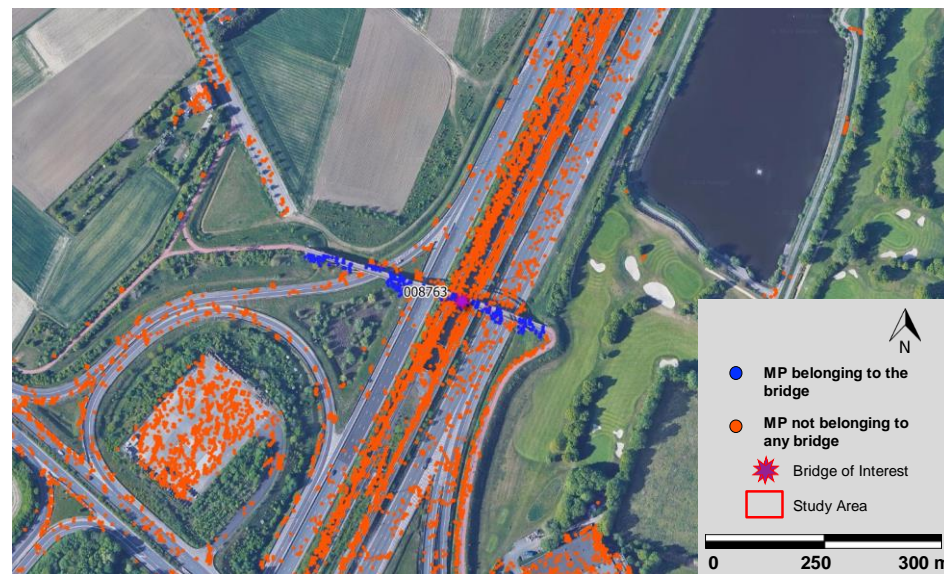 008763
N
MP belonging to the
bridge
MP not belonging to
any bridge
Bridge of Interest
Study Area
0 250 300 m